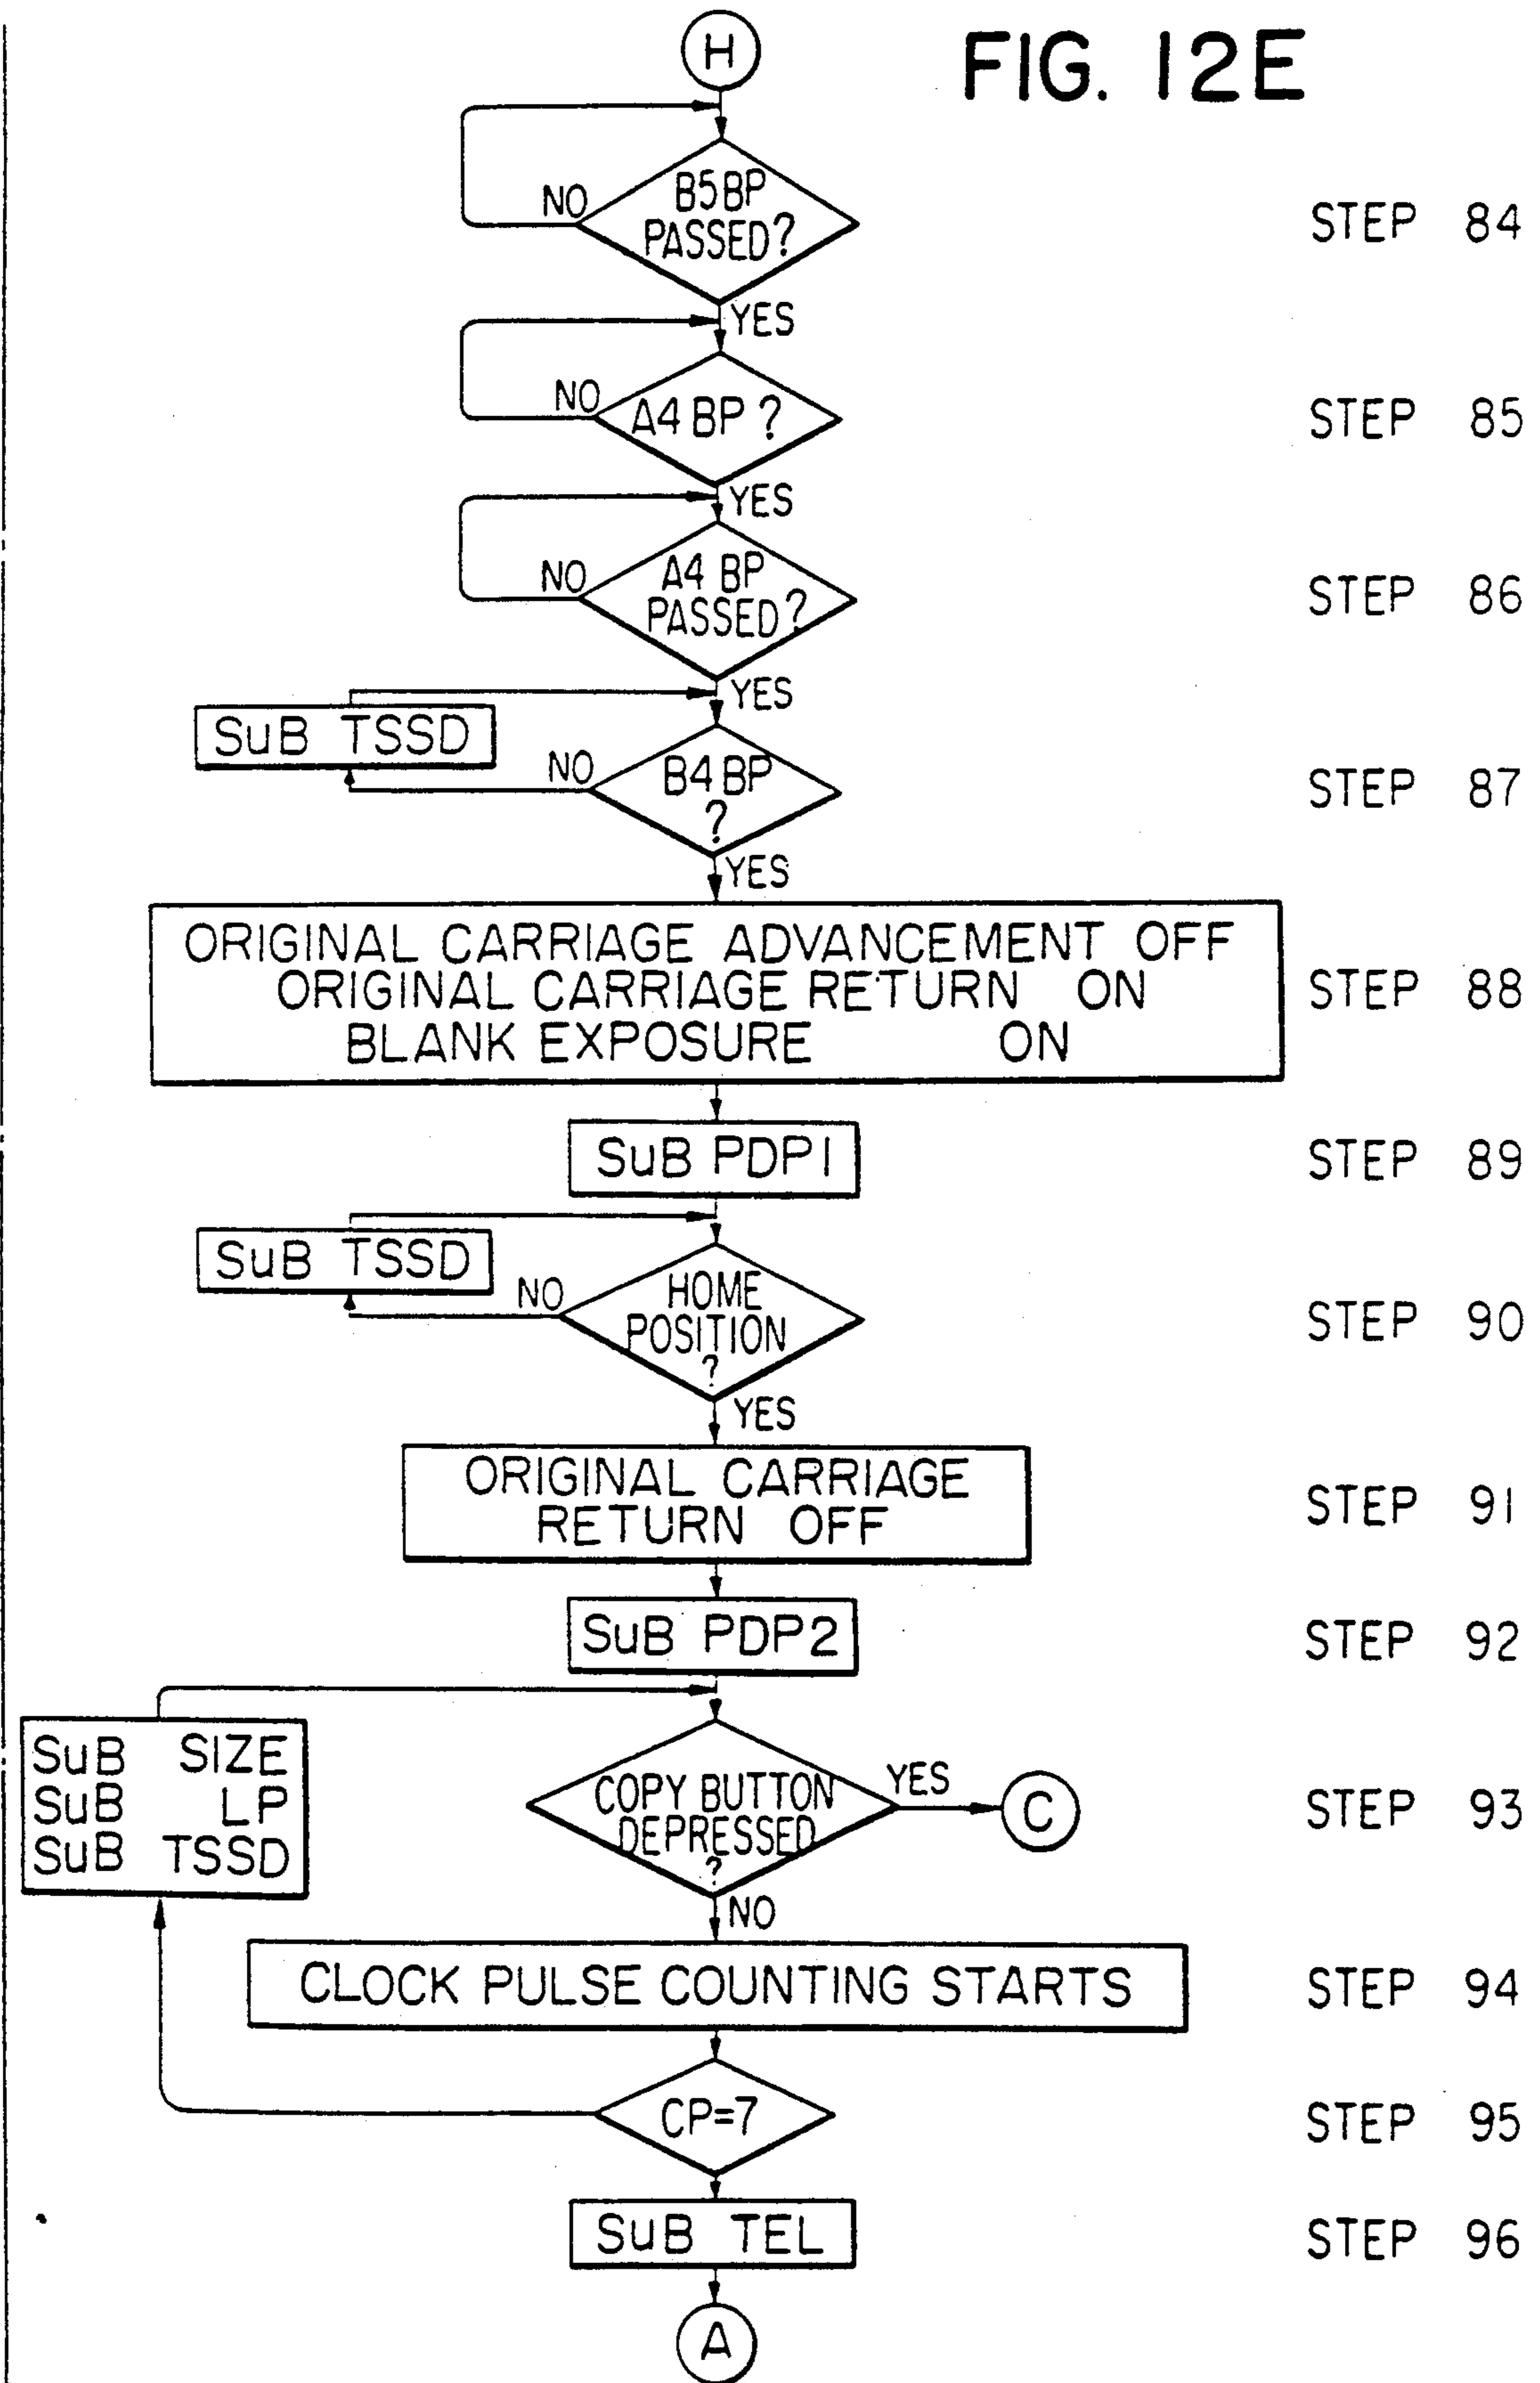 H
FIG. 12E
B5 BP
PASSED?
NO
STEP 84
YES
NO
A4 BP ?
STEP 85
YES
NO
A4 BP
PASSED?
STEP 86
YES
SuB TSSD
NO
B4 BP
?
STEP 87
YES
ORIGINAL CARRIAGE ADVANCEMENT OFF
ORIGINAL CARRIAGE RETURN ON
BLANK EXPOSURE ON
STEP 88
SuB PDP1
STEP 89
SuB TSSD
NO
HOME
POSITION
?
STEP 90
YES
ORIGINAL CARRIAGE
RETURN OFF
STEP 91
SuB PDP2
STEP 92
SuB SIZE
SuB LP
SuB TSSD
COPY BUTTON
DEPRESSED
?
YES
C
STEP 93
NO
CLOCK PULSE COUNTING STARTS
STEP 94
CP=7
STEP 95
SuB TEL
STEP 96
A